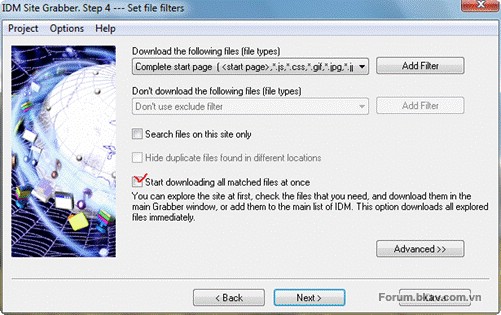 IDM Site Grabber. Step 4 --- Set file filters
Project Options Help
Download the following files (file types)
Complete start page ( <start page>,*.js,*.css,*.gif,*.jpg,*.j Add Filter
Don't download the following files (file types)
Don't use exclude filter Add Filter
Search files on this site only
Hide duplicate files found in different locations
Start downloading all matched files at once
You can explore the site at first, check the files that you need, and download them in the
main Grabber window, or add them to the main list of IDM. This option downloads all explored
files immediately.
Advanced >>
< Back Next > Forum.bkav.com.vn